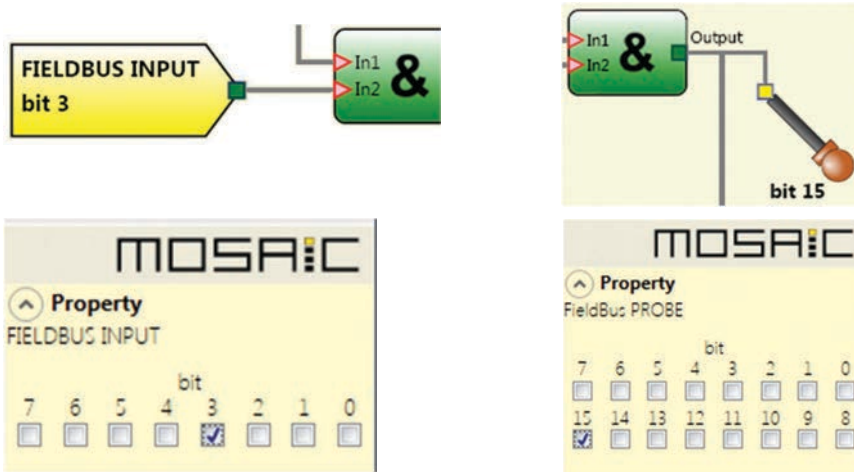 FIELDBUS INPUT
bit 3
In1
In2
&
In1
In2
&
Output
bit 15
MOSAIC
Property
FIELDBUS INPUT
bit
7 6 5 4 3 2 1 0
MOSAIC
Property
FieldBus PROBE
bit
7 6 5 4 3 2 1 0
15 14 13 12 11 10 9 8